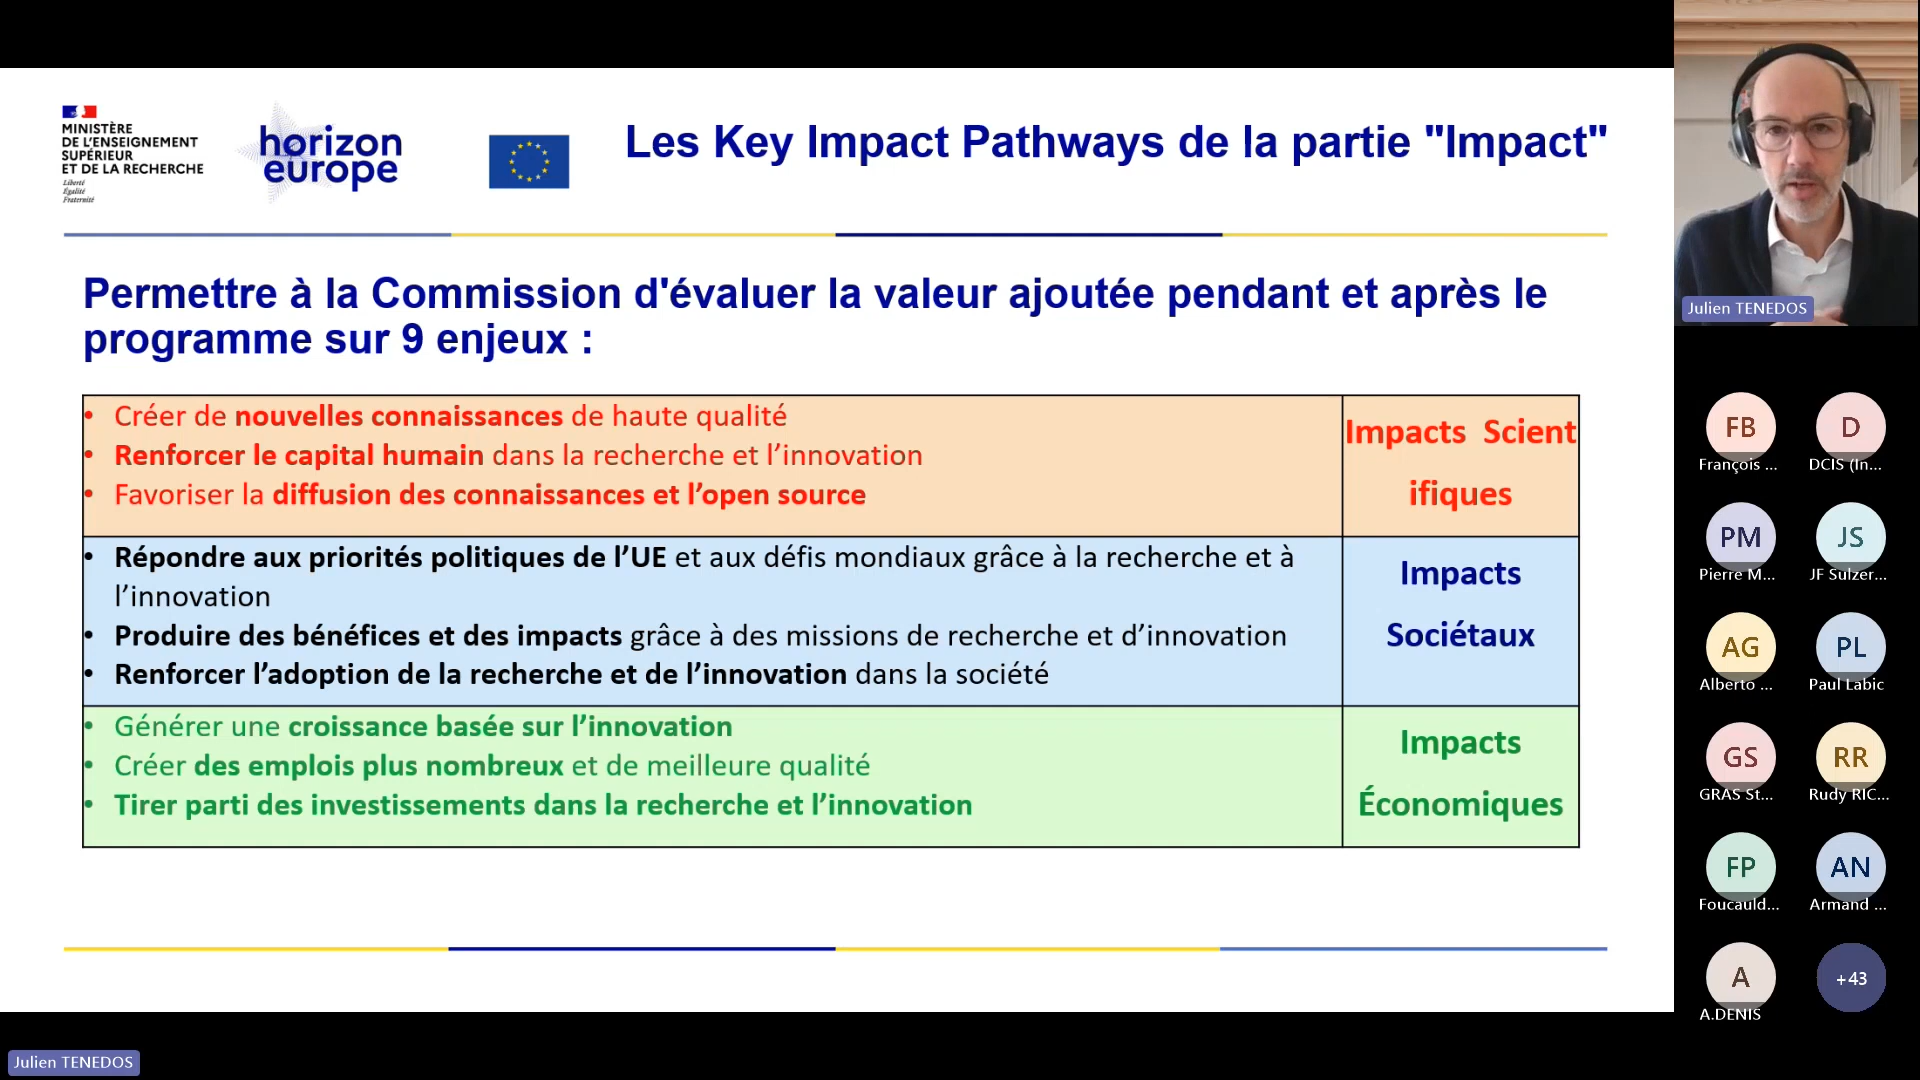 MINISTÈRE
DE L'ENSEIGNEMENT
SUPÉRIEUR
ET DE LA RECHERCHE
Liberté
Égalité
Fraternité
horizon
europe
Les Key Impact Pathways de la partie "Impact"
Permettre à la Commission d'évaluer la valeur ajoutée pendant et après le
programme sur 9 enjeux :
• Créer de nouvelles connaissances de haute qualité
• Renforcer le capital humain dans la recherche et l’innovation
• Favoriser la diffusion des connaissances et l’open source
Impacts Scient
ifiques
• Répondre aux priorités politiques de l’UE et aux défis mondiaux grâce à la recherche et à
l’innovation
• Produire des bénéfices et des impacts grâce à des missions de recherche et d’innovation
• Renforcer l’adoption de la recherche et de l’innovation dans la société
Impacts
Sociétaux
• Générer une croissance basée sur l’innovation
• Créer des emplois plus nombreux et de meilleure qualité
• Tirer parti des investissements dans la recherche et l’innovation
Impacts
Économiques
Julien TENEDOS
FB
François ...
D
DCIS (In...
PM
Pierre M...
JS
JF Sulzer...
AG
Alberto ...
PL
Paul Labic
GS
GRAS St...
RR
Rudy RIC...
FP
Foucauld...
AN
Armand ...
A
A.DENIS
+43
Julien TENEDOS